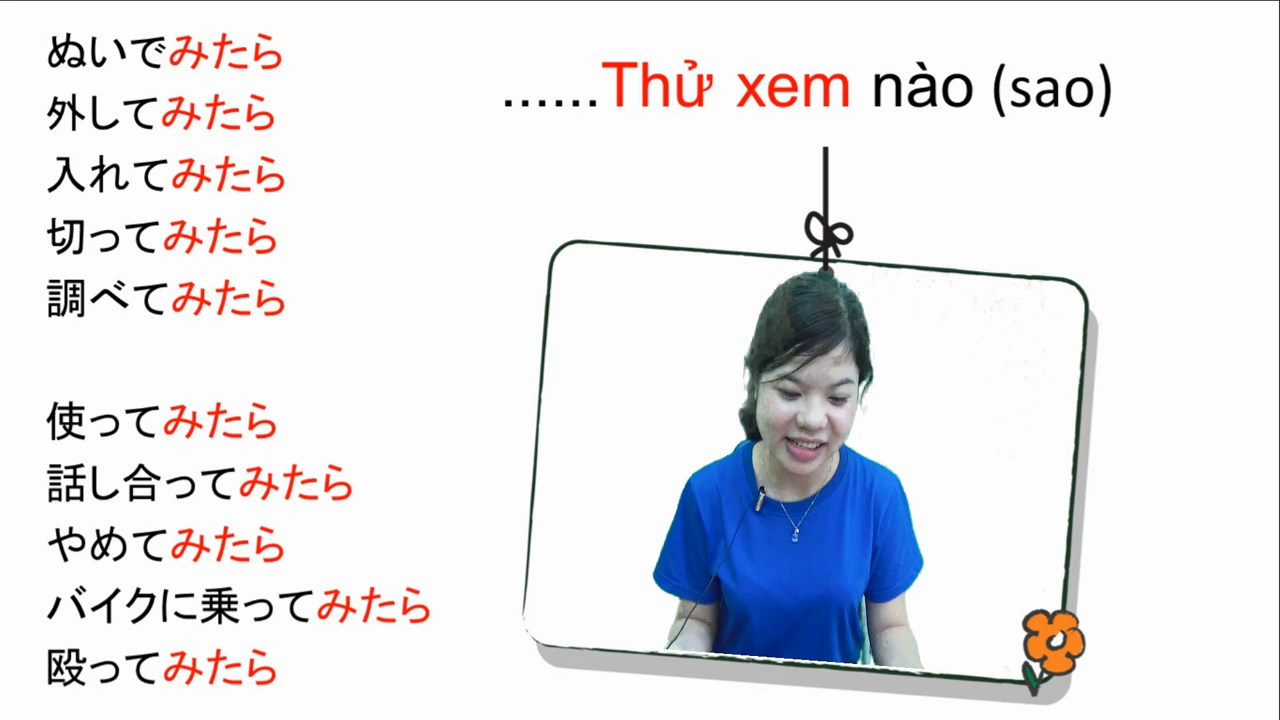 ぬいでみたら
外してみたら
入れてみたら
切ってみたら
調べてみたら
使ってみたら
話し合ってみたら
やめてみたら
バイクに乗ってみたら
殴ってみたら
......Thử xem nào (sao)